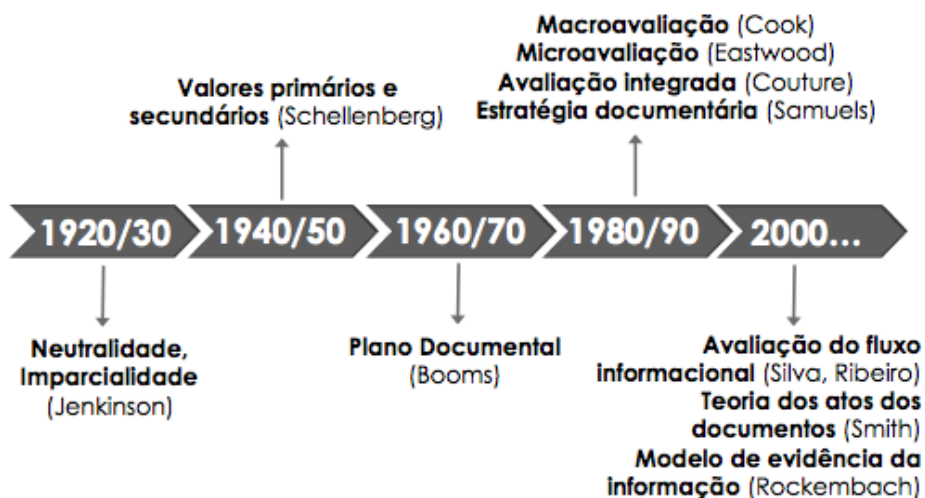 Macroavaliação (Cook)
Microavaliação (Eastwood)
Avaliação integrada (Couture)
Estratégia documentária (Samuels)
Valores primários e
secundários (Schellenberg)
1920/30
1940/50
1960/70
1980/90
2000...
Neutralidade,
Imparcialidade
(Jenkinson)
Plano Documental
(Booms)
Avaliação do fluxo
informacional (Silva, Ribeiro)
Teoria dos atos dos
documentos (Smith)
Modelo de evidência da
informação (Rockembach)